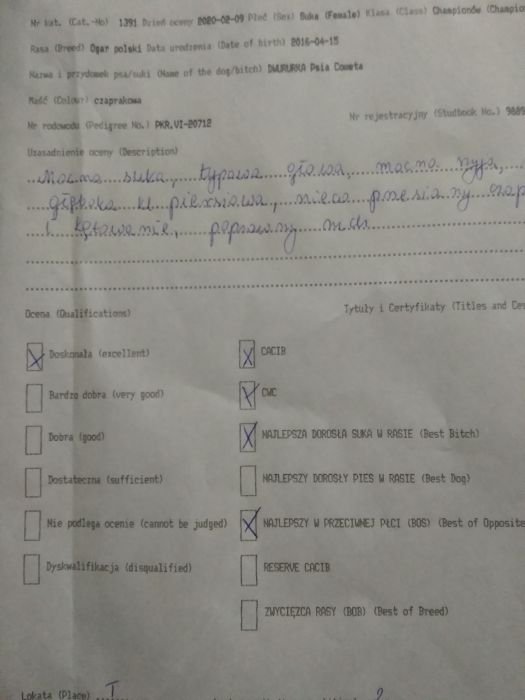 Nr kat. (Cat.-No) 1391 Dzień oceny 2020-02-09 Płeć (Sex) Suka (Female) Klasa (Class) Championów (Champio
Rasa (Breed) Ogar polski Data urodzenia (Date of birth) 2016-04-15
Nazwa i przydomek psa/suki (Name of the dog/bitch) DWURURKA Psia Coueta
Maść (Colour) czaprakowa
Nr rejestracyjny (Studbook No.)
Nr rodowodu (Pedigree No.) PKR.VI-20712
Uzasadnienie oceny (Description)
Mocna suka, typowa głowa, mocna szyja,
głęboka kl piersiowa, nieco
i kątowanie, poprawny ruch
Ocena (Qualifications)
Tytuły i Certyfikaty (Titles and Ce
Doskonała (excellent)
Bardzo dobra (very good)
Dobra (good)
Dostateczna (sufficient)
Nie podlega ocenie (cannot be judged)
Dyskwalifikacja (disqualified)
CACIB
CWC
NAJLEPSZA DOROSŁA SUKA W RASIE (Best Bitch)
NAJLEPSZY DOROSŁY PIES W RASIE (Best Dog)
NAJLEPSZY W PRZECIWNEJ PŁCI (BOS) (Best of Opposite
RESERVE CACIB
ZWYCIĘZCA RASY (BOB) (Best of Breed)
Lokata (Place) I